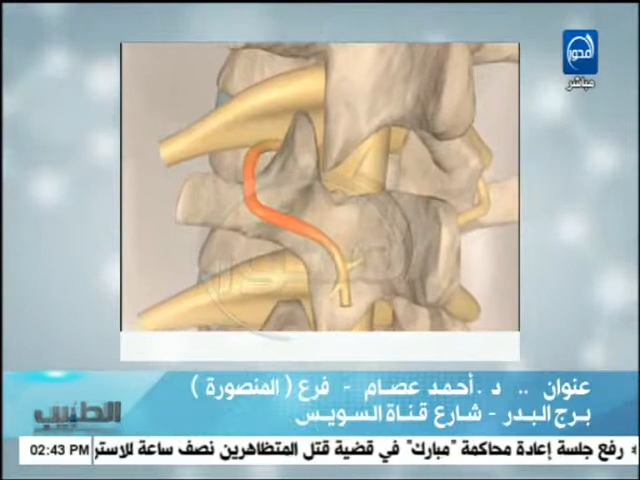 محور
مباشر
عنوان .. د. أحمد عصام - فرع ( المنصورة )
برج البدر - شارع قناة السويس
الطبيب
رفع جلسة إعادة محاكمة "مبارك" في قضية قتل المتظاهرين نصف ساعة للاستر
02:43 PM